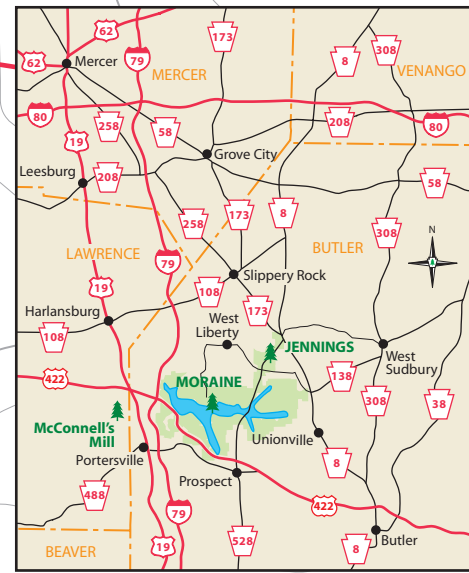 62
173
308
79
8
62
Mercer
MERCER
VENANGO
80
258
58
208
80
19
Grove City
Leesburg
208
58
258
173
8
308
LAWRENCE
79
BUTLER
N
Slippery Rock
19
108
Harlansburg
West
Liberty
173
108
JENNINGS
West
Sudbury
422
MORAINE
138
308
38
McConnell's
Mill
Unionville
Portersville
8
Prospect
488
422
79
528
Butler
19
8
BEAVER